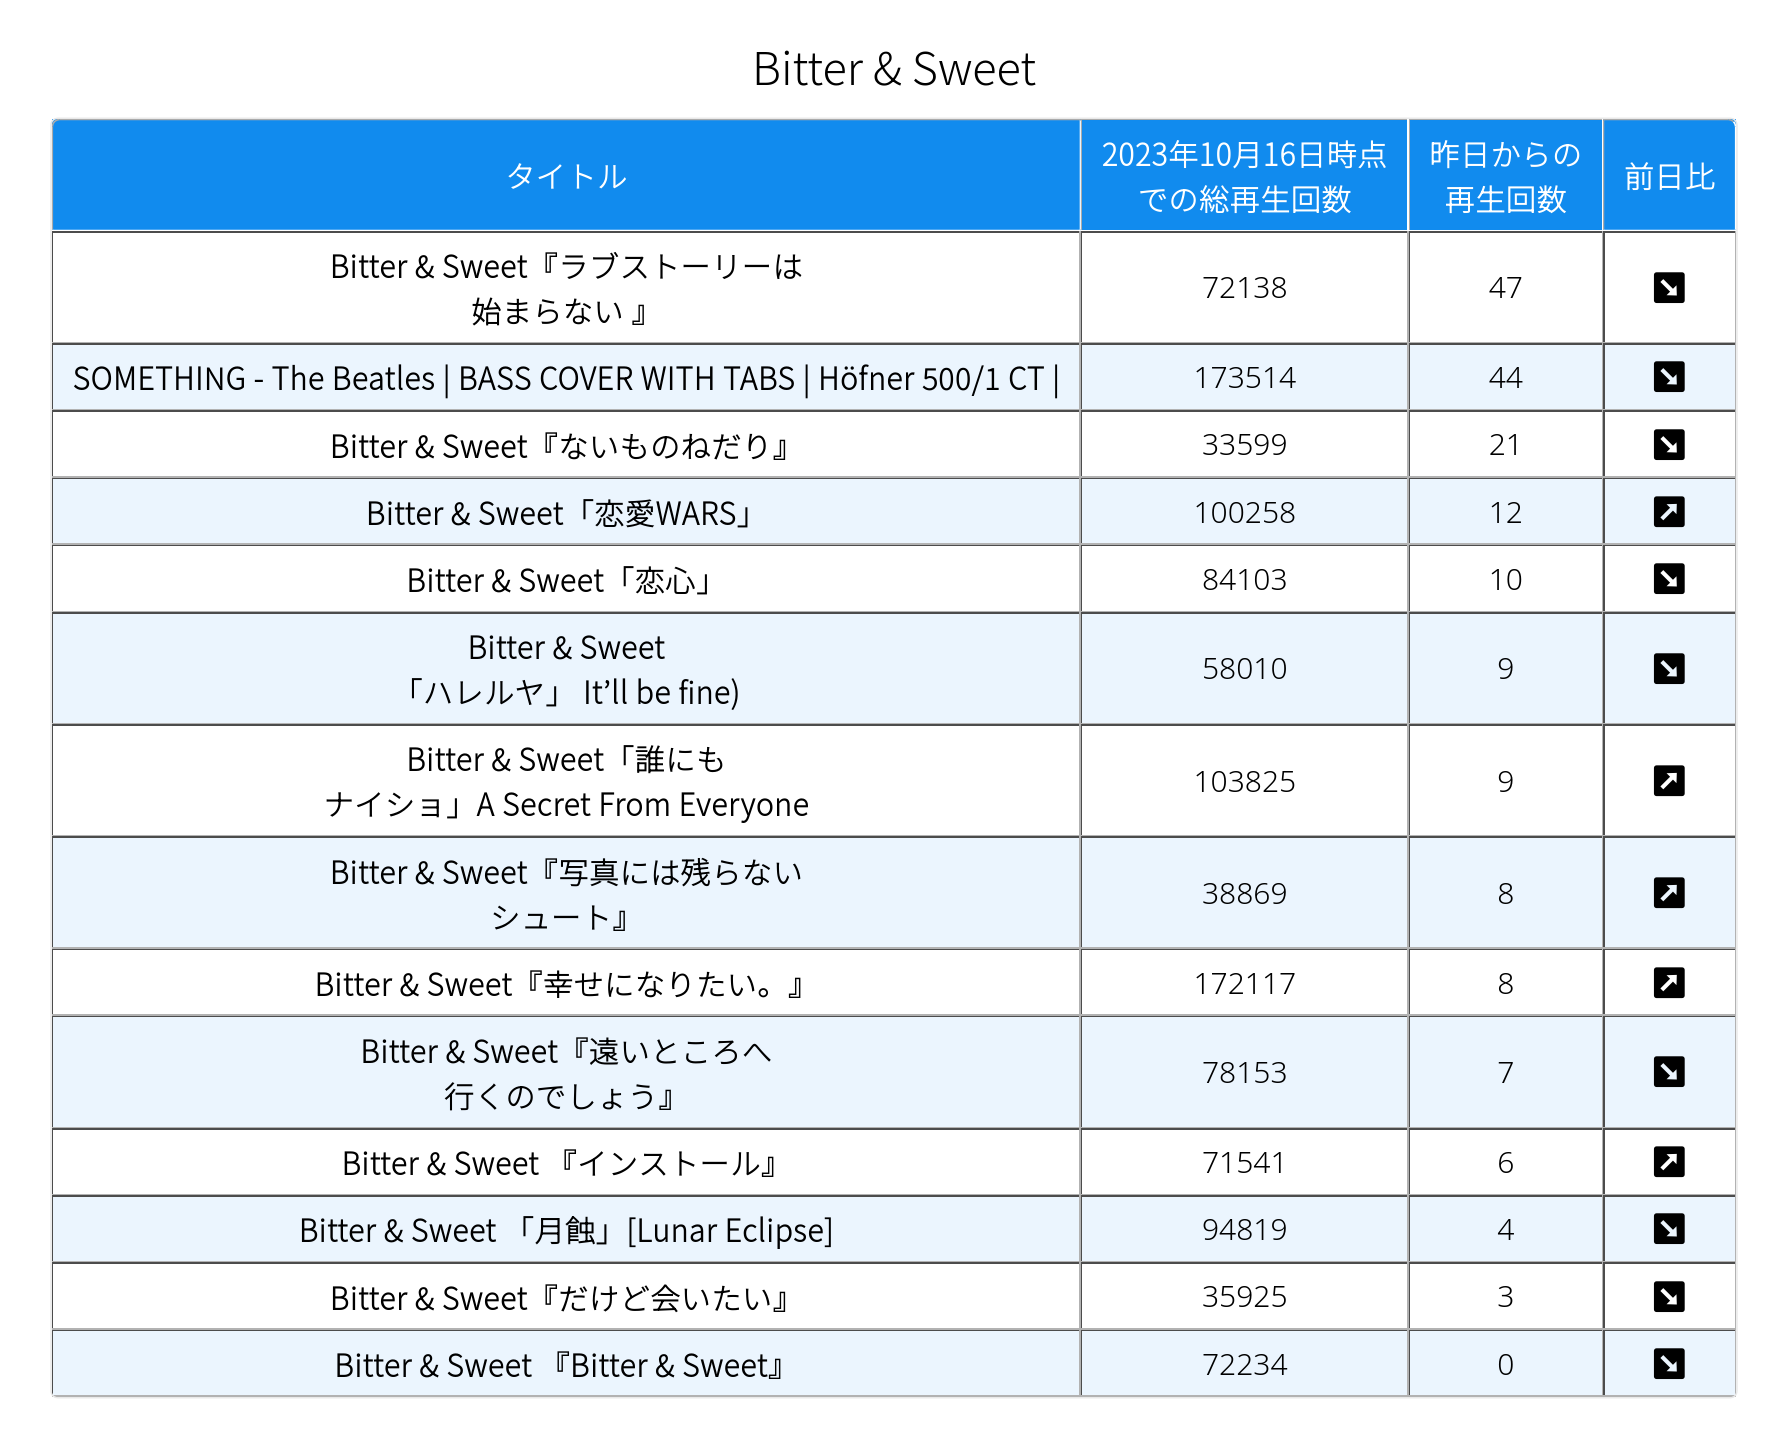 Bitter & Sweet
タイトル
2023年10月16日時点
での総再生回数
昨日からの
再生回数
前日比
Bitter & Sweet『ラブストーリーは
始まらない 』
72138
47
SOMETHING - The Beatles | BASS COVER WITH TABS | Höfner 500/1 CT |
173514
44
Bitter & Sweet『ないものねだり』
33599
21
Bitter & Sweet「恋愛WARS」
100258
12
Bitter & Sweet「恋心」
84103
10
Bitter & Sweet
「ハレルヤ」 It’ll be fine)
58010
9
Bitter & Sweet「誰にも
ナイショ」A Secret From Everyone
103825
9
Bitter & Sweet『写真には残らない
シュート』
38869
8
Bitter & Sweet『幸せになりたい。』
172117
8
Bitter & Sweet『遠いところへ
行くのでしょう』
78153
7
Bitter & Sweet 『インストール』
71541
6
Bitter & Sweet 「月蝕」[Lunar Eclipse]
94819
4
Bitter & Sweet『だけど会いたい』
35925
3
Bitter & Sweet 『Bitter & Sweet』
72234
0